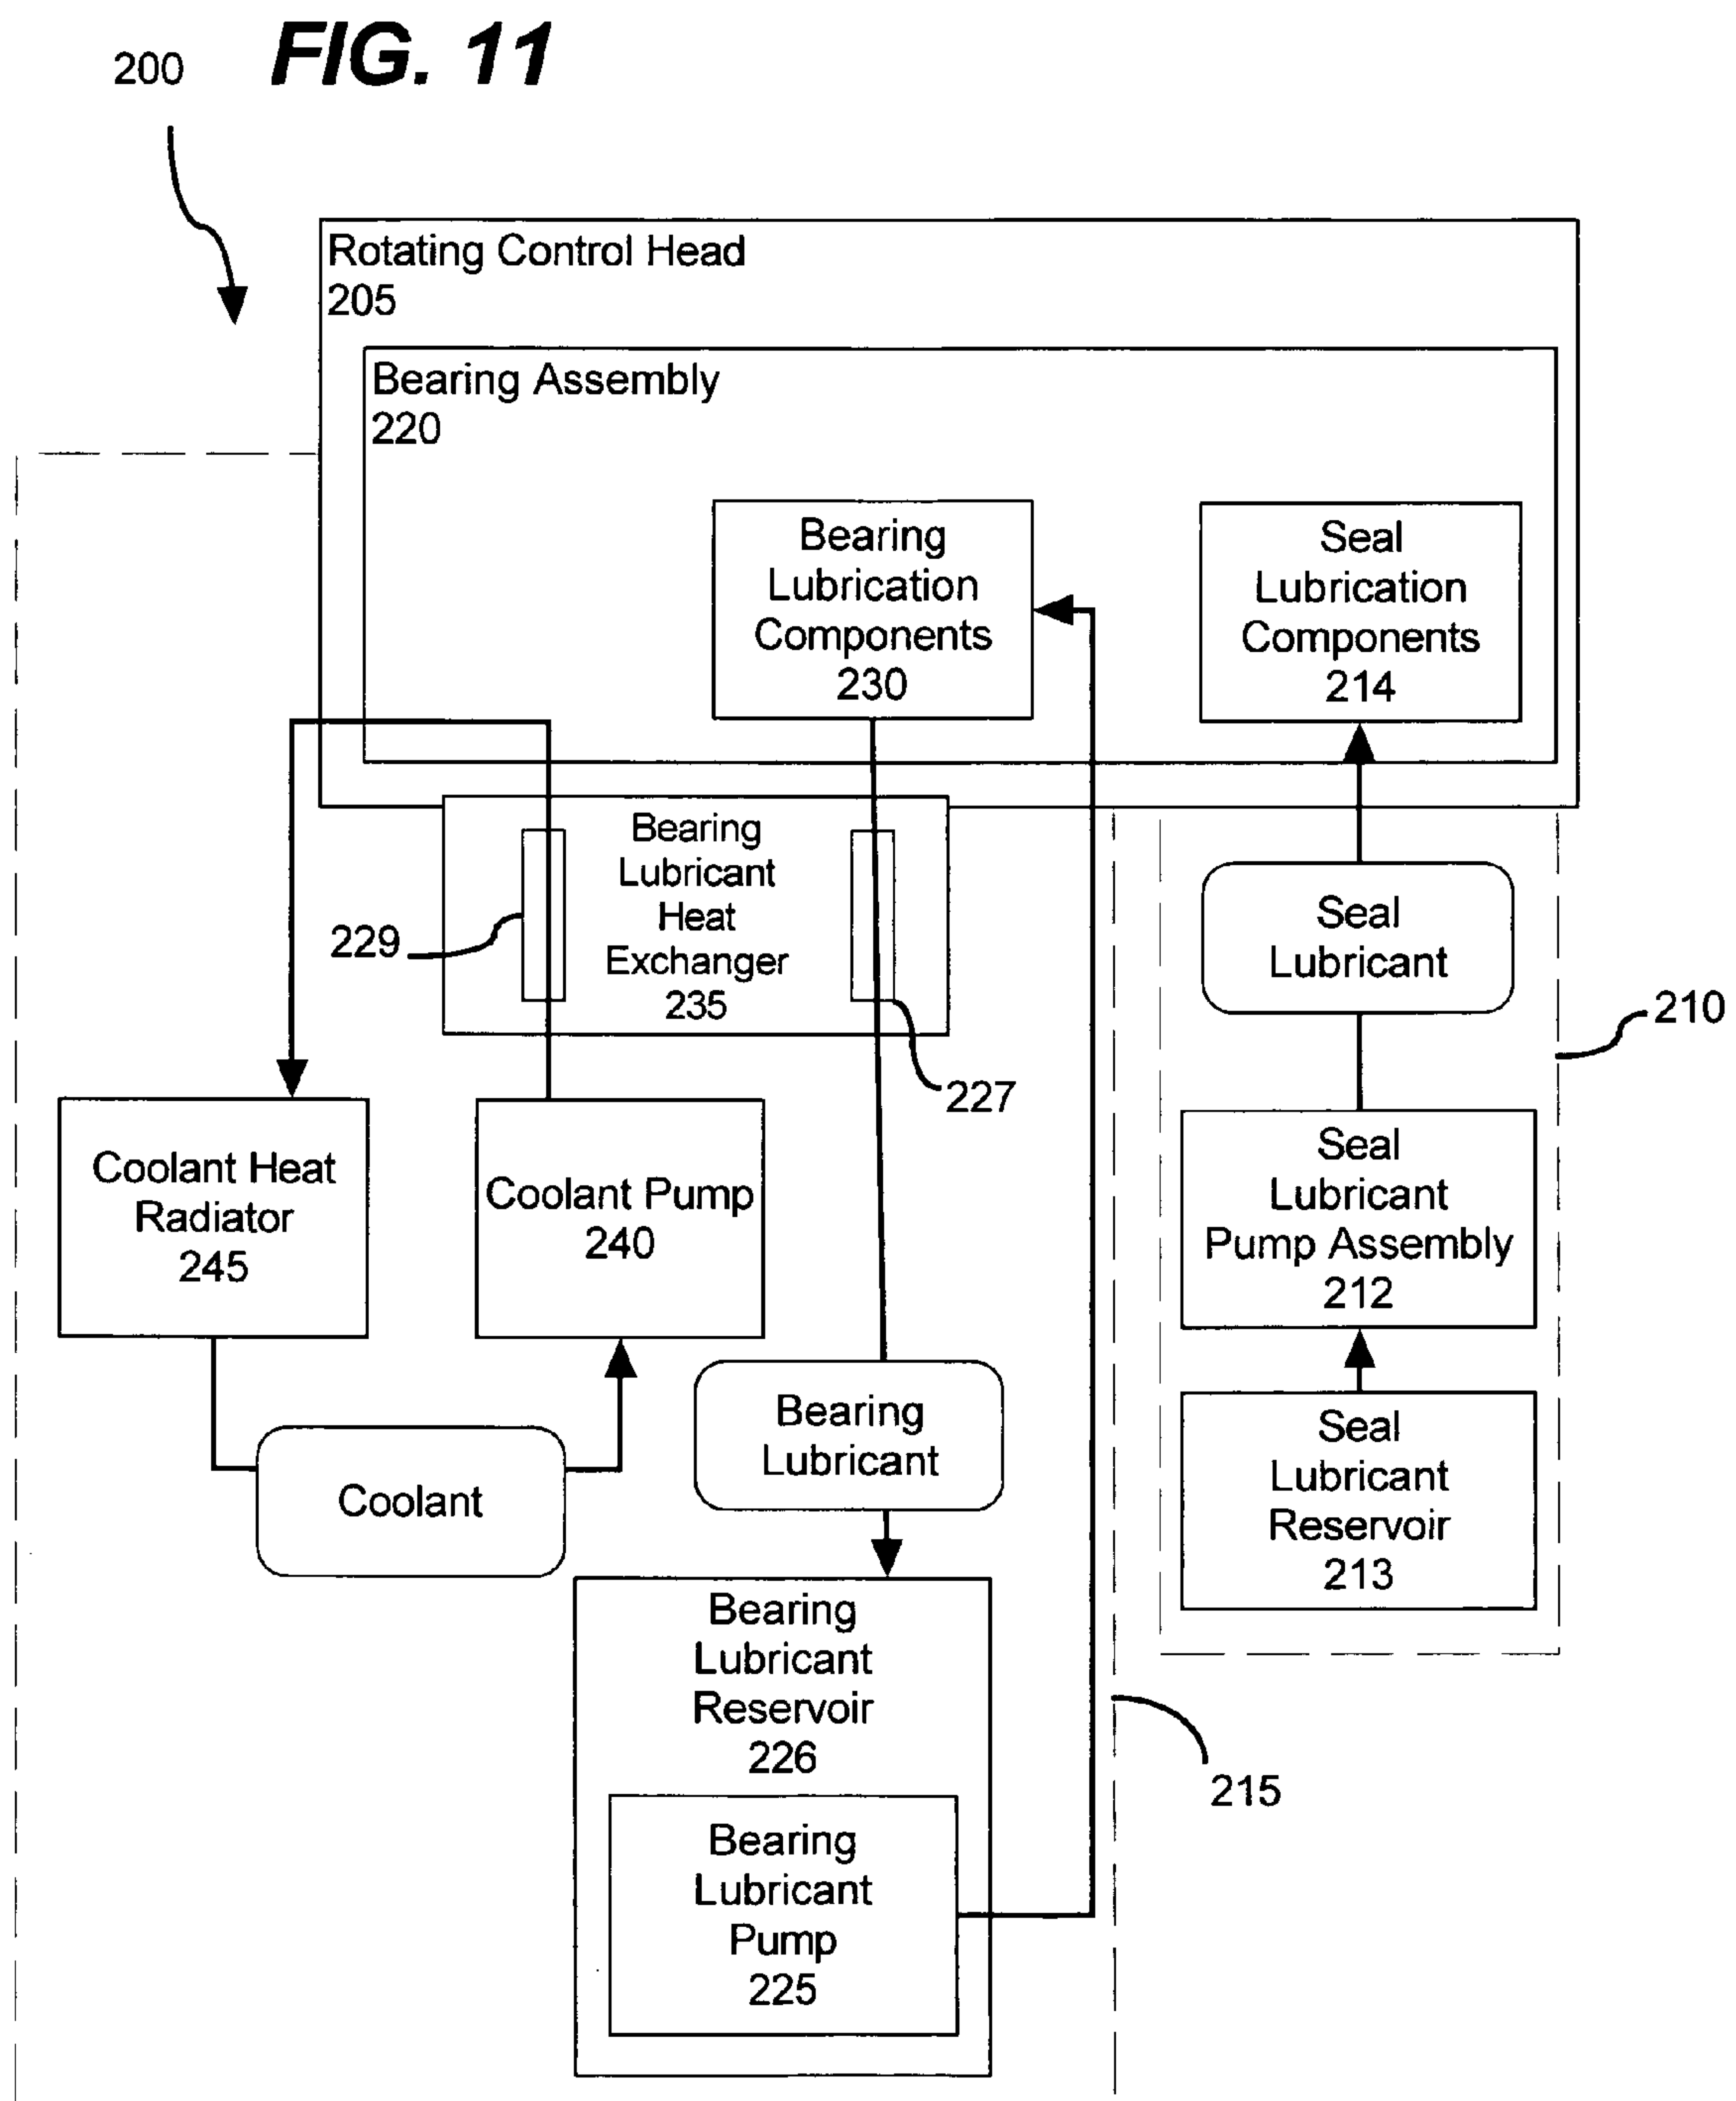 200
FIG. 11
Rotating Control Head
205
Bearing Assembly
220
Bearing
Lubrication
Components
230
Seal
Lubrication
Components
214
Bearing
Lubricant
Heat
Exchanger
235
229
227
Seal
Lubricant
210
Coolant Heat
Radiator
245
Coolant Pump
240
Seal
Lubricant
Pump Assembly
212
Bearing
Lubricant
Coolant
Seal
Lubricant
Reservoir
213
Bearing
Lubricant
Reservoir
226
215
Bearing
Lubricant
Pump
225